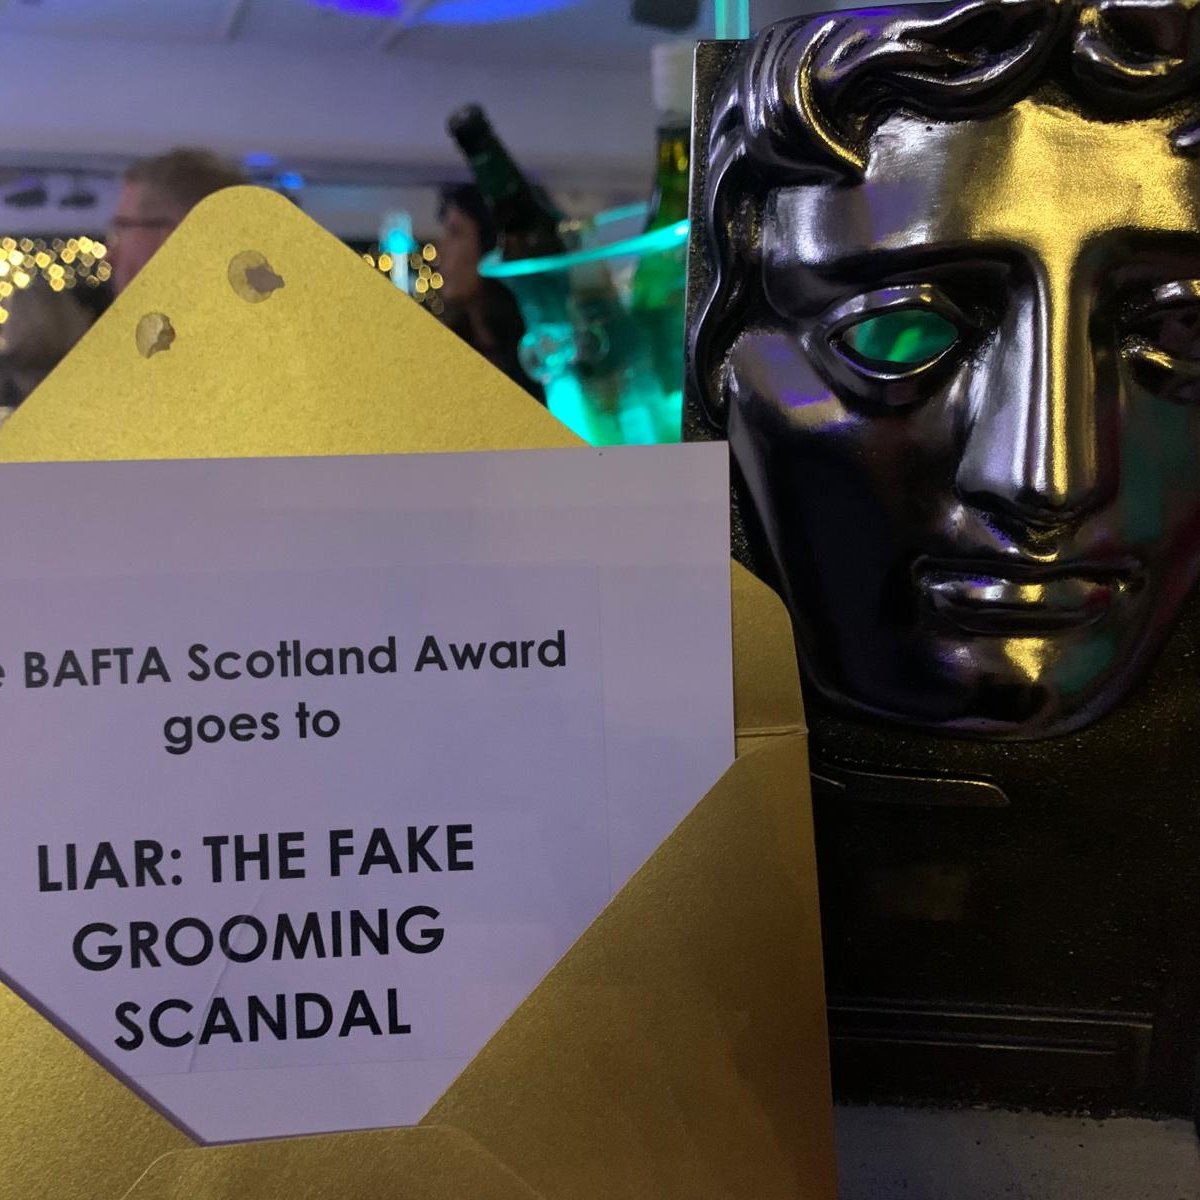 e BAFTA Scotland Award
goes to
LIAR: THE FAKE
GROOMING
SCANDAL